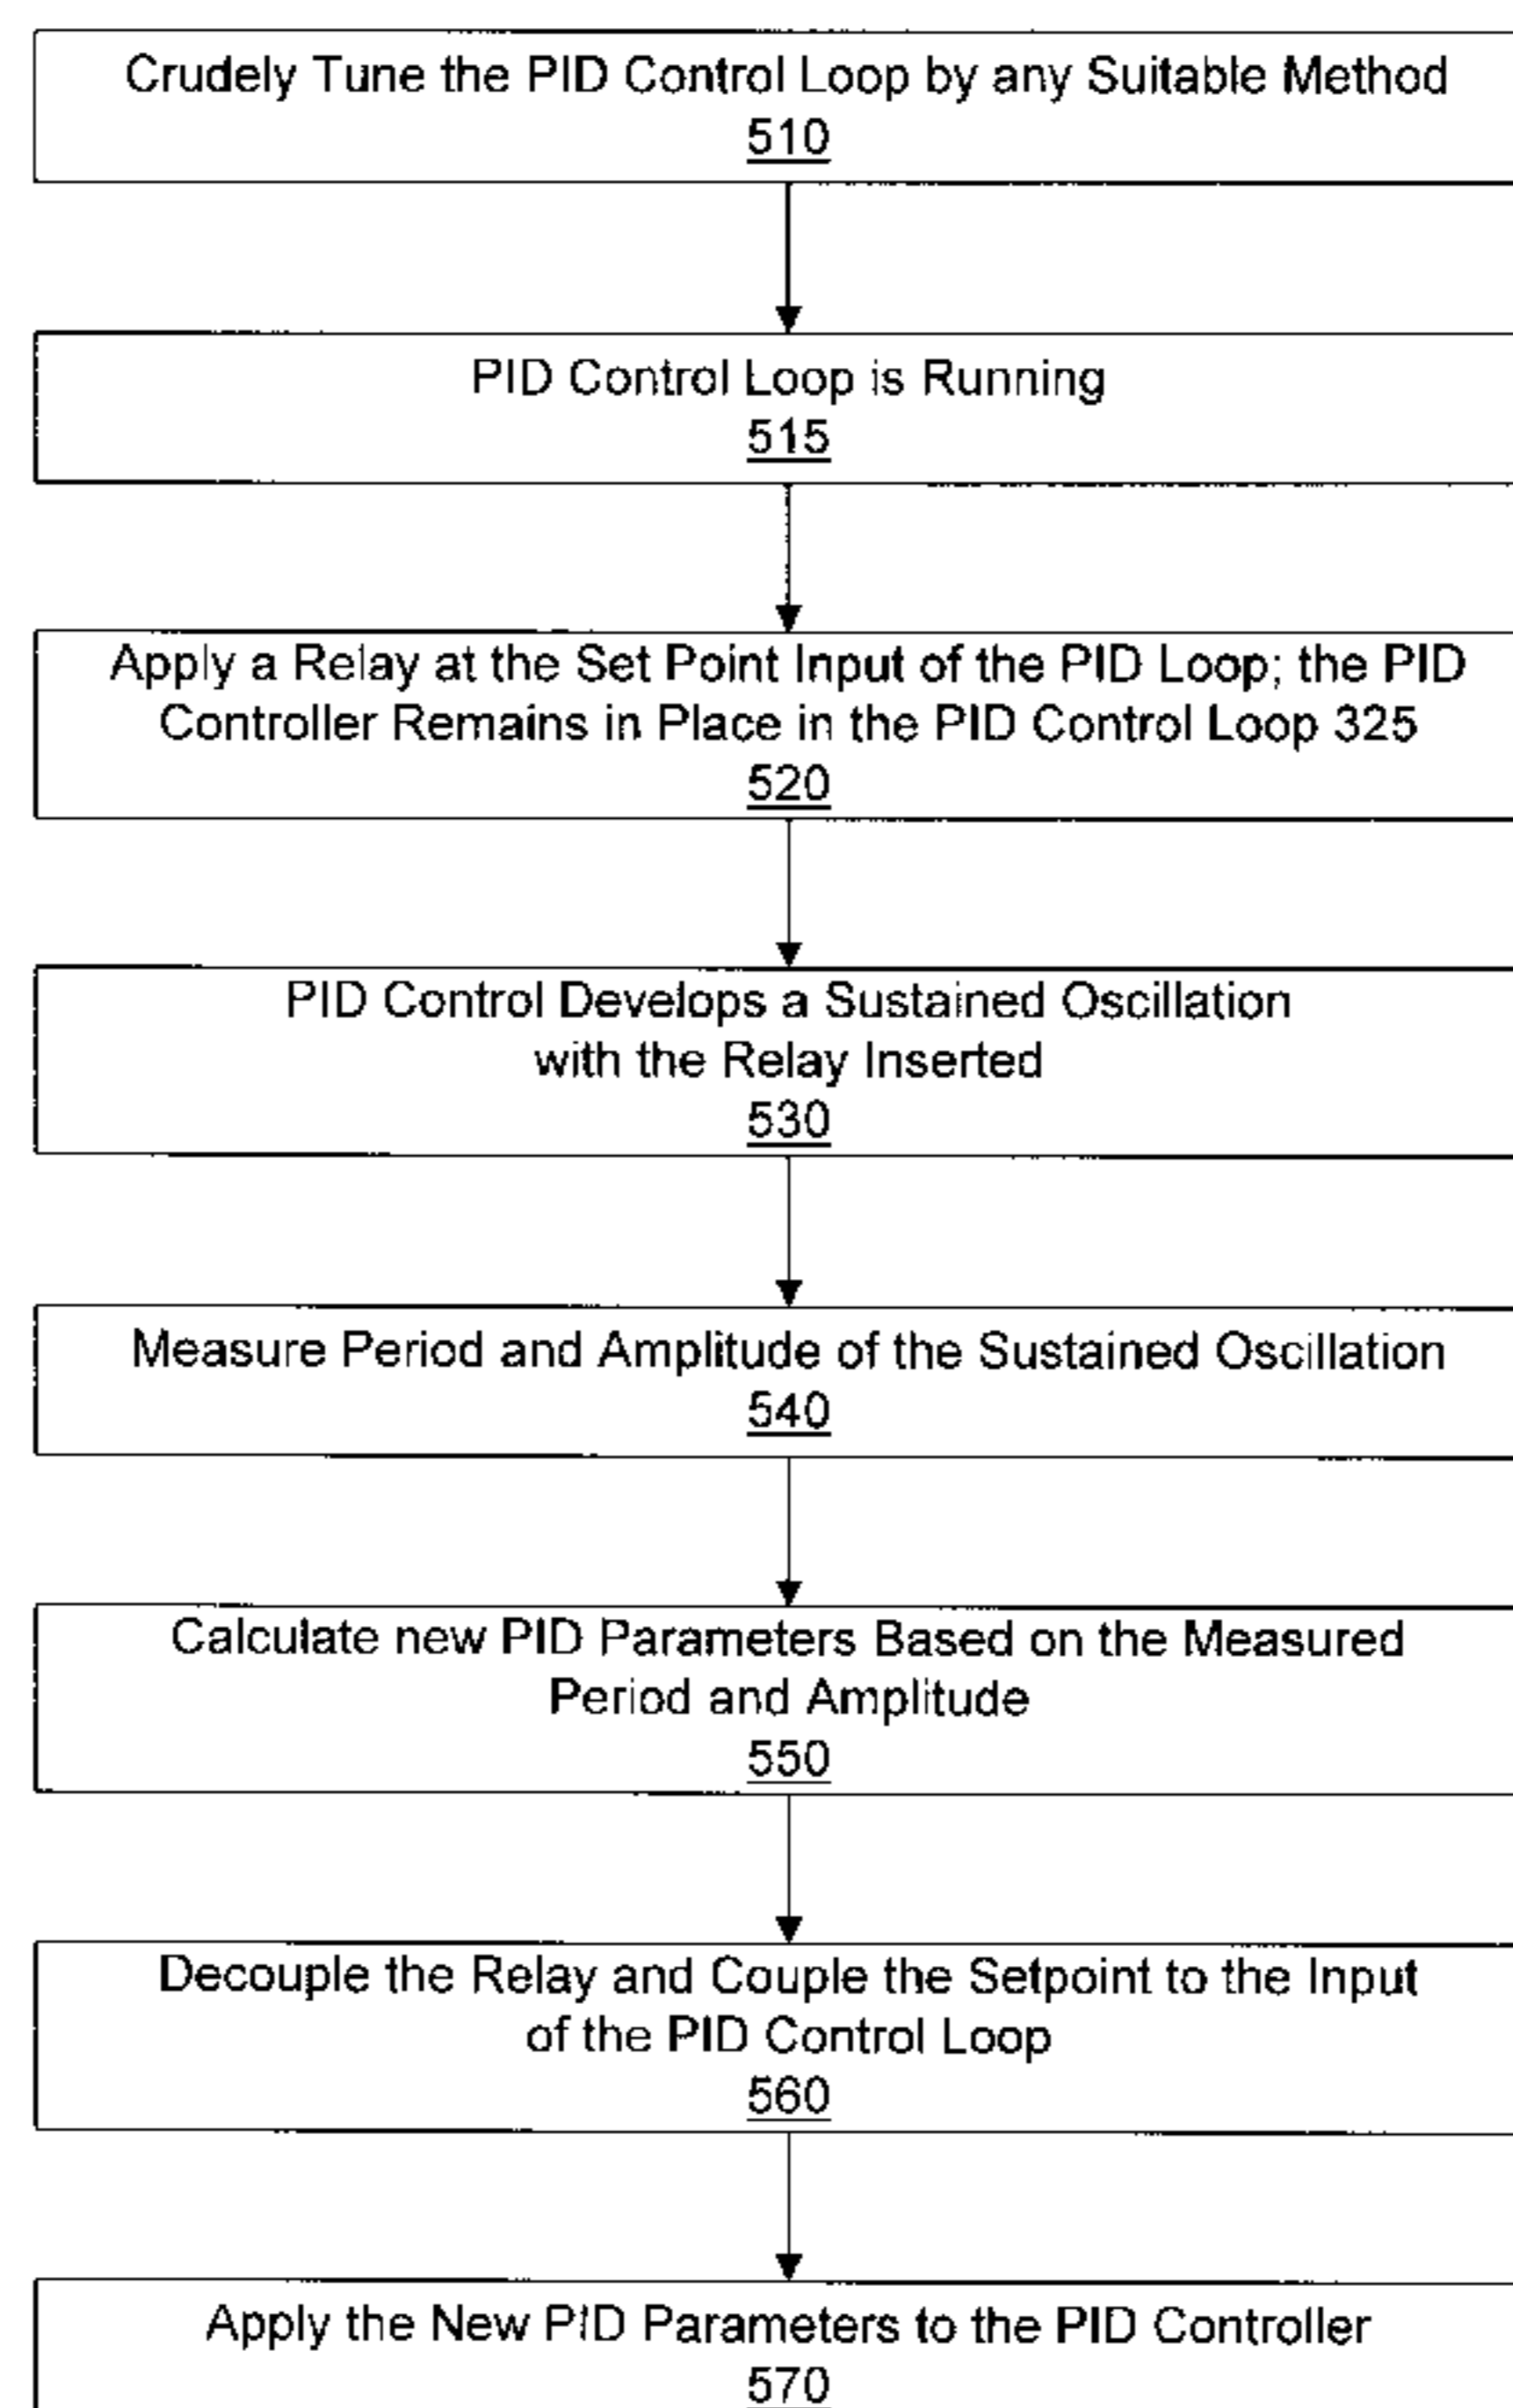 Crudely Tune the PID Control Loop by any Suitable Method
510
PID Control Loop is Running
515
Apply a Relay at the Set Point Input of the PID Loop; the PID
Controller Remains in Place in the PID Control Loop 325
520
PID Control Develops a Sustained Oscillation
with the Relay Inserted
530
Measure Period and Amplitude of the Sustained Oscillation
540
Calculate new PID Parameters Based on the Measured
Period and Amplitude
550
Decouple the Relay and Couple the Setpoint to the Input
of the PID Control Loop
560
Apply the New PID Parameters to the PID Controller
570